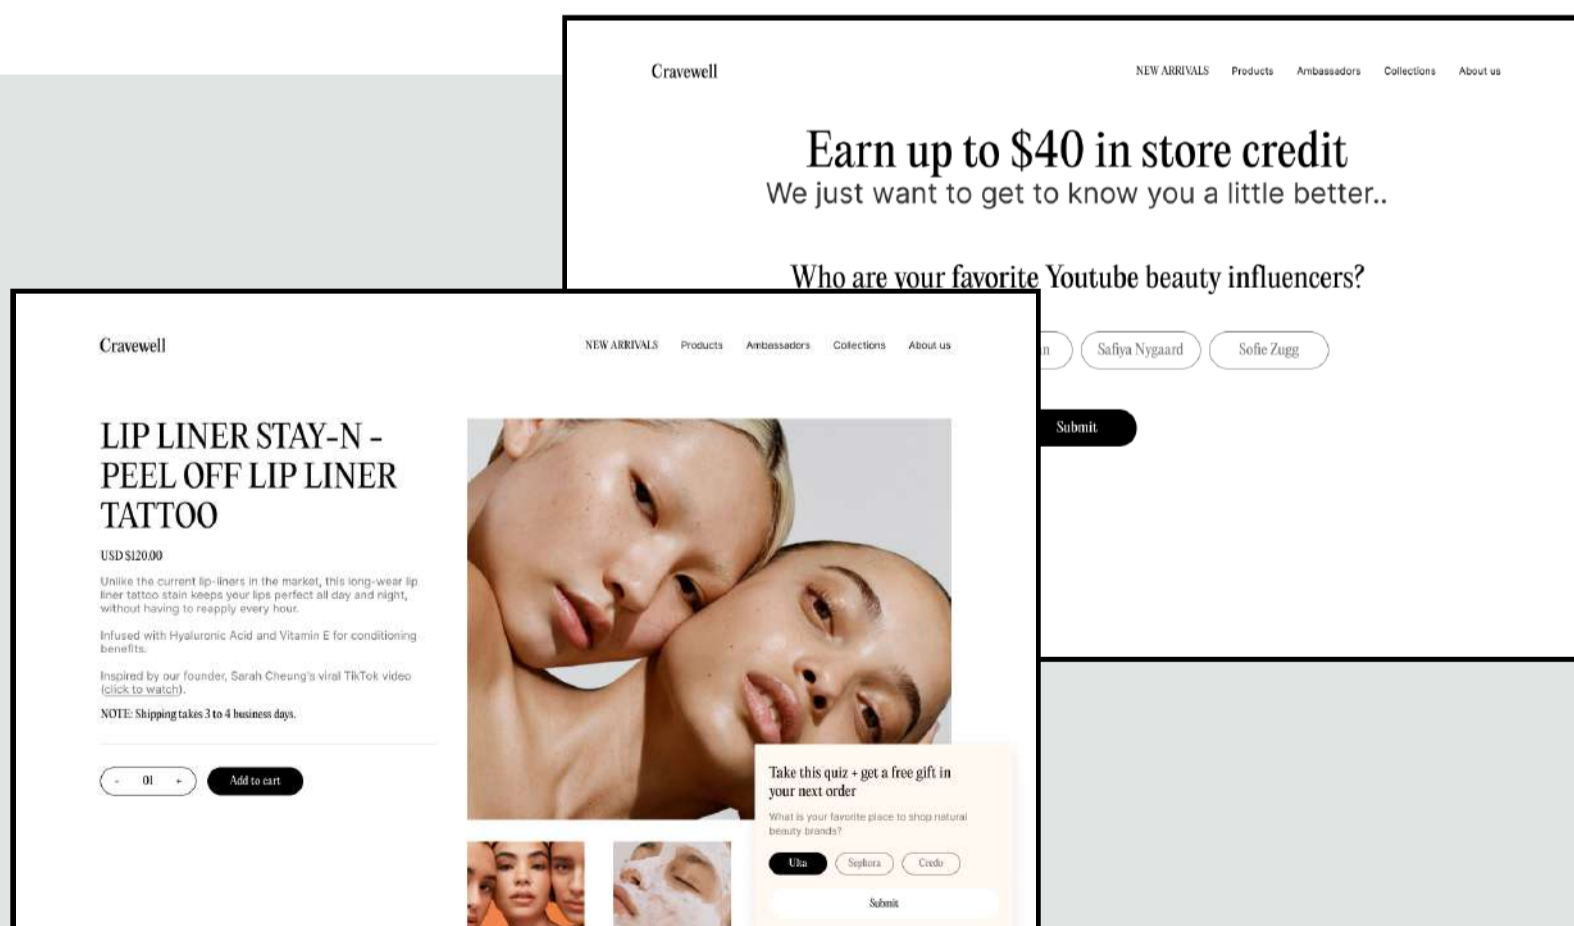 Cravewell
NEW ARRIVALS Products Ambassadors Collections About us
Earn up to $40 in store credit
We just want to get to know you a little better..
Who are your favorite Youtube beauty influencers?
Safiya Nygaard
Sofie Zugg
Submit
Cravewell
NEW ARRIVALS Products Ambassadors Collections About us
LIP LINER STAY-N -
PEEL OFF LIP LINER
TATTOO
USD $120.00
Unlike the current lip-liners in the market, this long-wear lip
liner tattoo stain keeps your lips perfect all day and night,
without having to reapply every hour.
Infused with Hyaluronic Acid and Vitamin E for conditioning
benefits.
Inspired by our founder, Sarah Cheung's viral TikTok video
(click to watch).
NOTE: Shipping takes 3 to 4 business days.
- 01 +
Add to cart
Take this quiz + get a free gift in
your next order
What is your favorite place to shop natural
beauty brands?
Ulta
Sephora
Credo
Submit